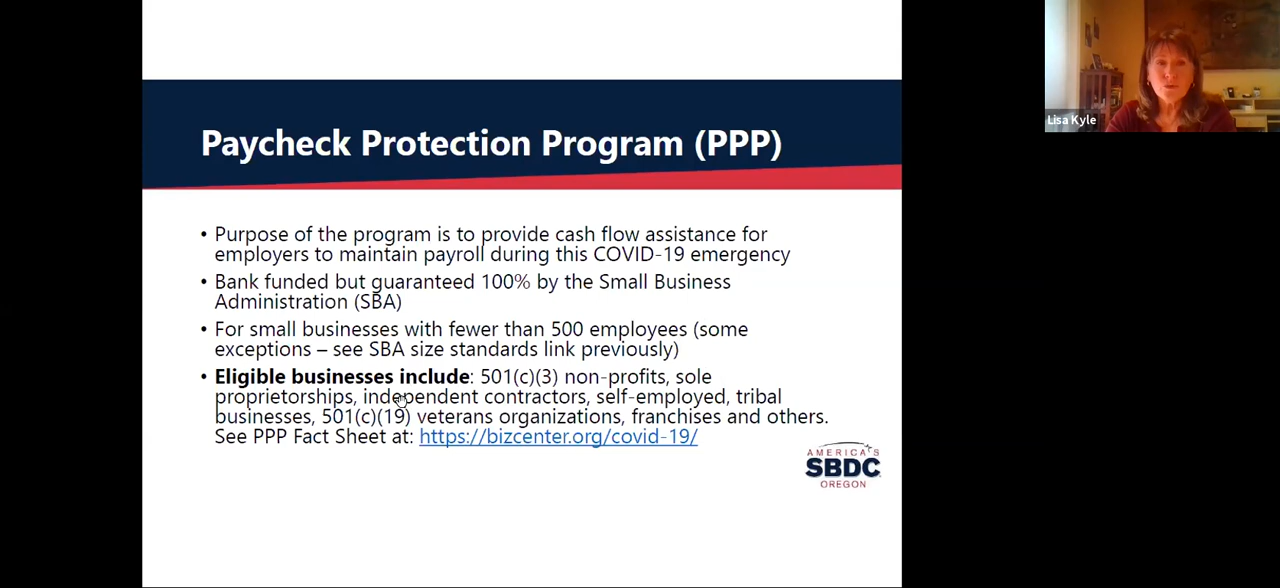 Paycheck Protection Program (PPP)
• Purpose of the program is to provide cash flow assistance for
employers to maintain payroll during this COVID-19 emergency
• Bank funded but guaranteed 100% by the Small Business
Administration (SBA)
• For small businesses with fewer than 500 employees (some
exceptions – see SBA size standards link previously)
• Eligible businesses include: 501(c)(3) non-profits, sole
proprietorships, independent contractors, self-employed, tribal
businesses, 501(c)(19) veterans organizations, franchises and others.
See PPP Fact Sheet at: https://bizcenter.org/covid-19/
AMERICA'S
SBDC
OREGON
Lisa Kyle